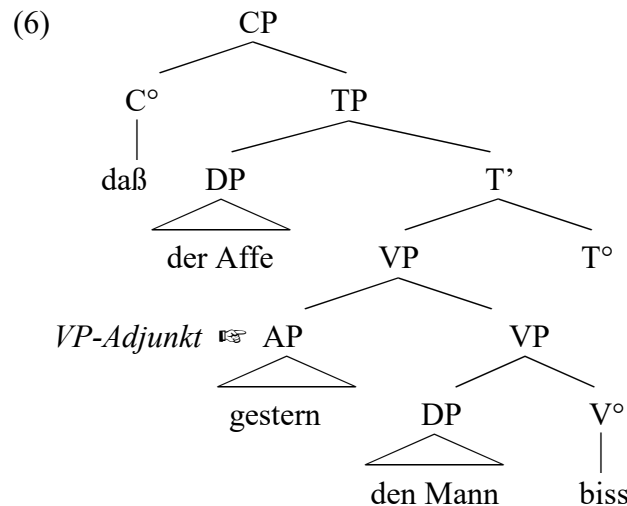 (6) CP
C° TP
daß DP T’
der Affe VP T°
VP-Adjunkt ☞ AP VP
gestern DP V°
den Mann biss